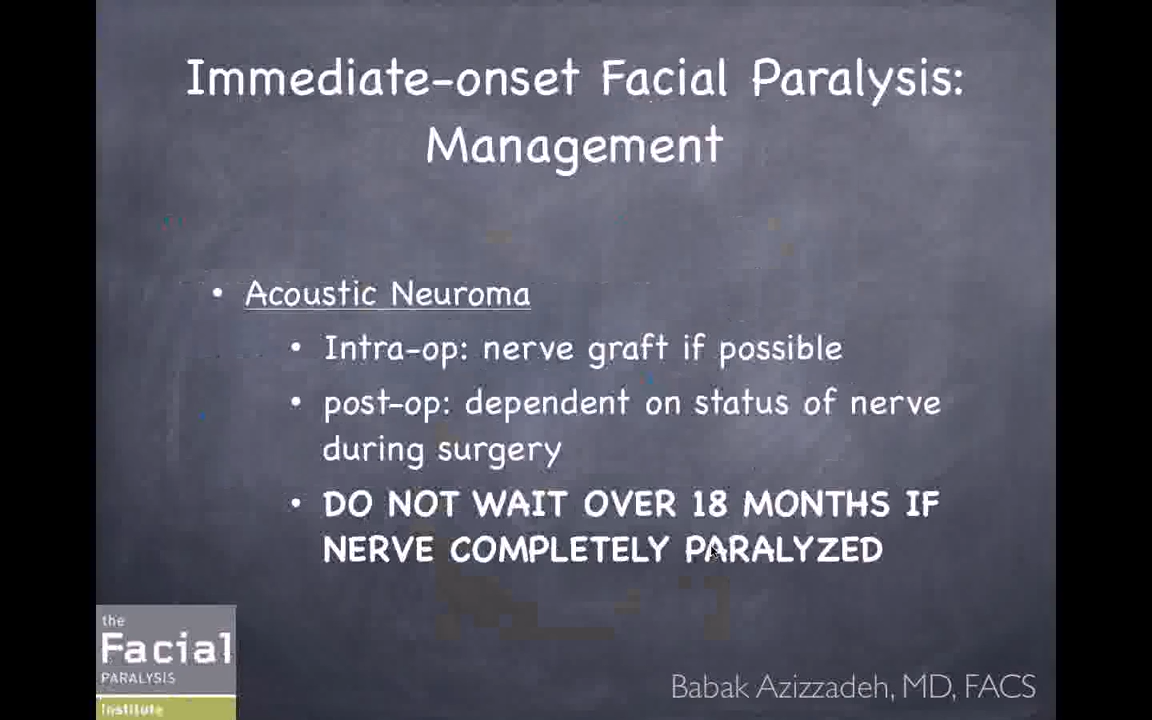 Immediate-onset Facial Paralysis:
Management
• Acoustic Neuroma
• Intra-op: nerve graft if possible
• post-op: dependent on status of nerve
during surgery
• DO NOT WAIT OVER 18 MONTHS IF
NERVE COMPLETELY PARALYZED
the
Facial
PARALYSIS
Institute
Babak Azizzadeh, MD, FACS